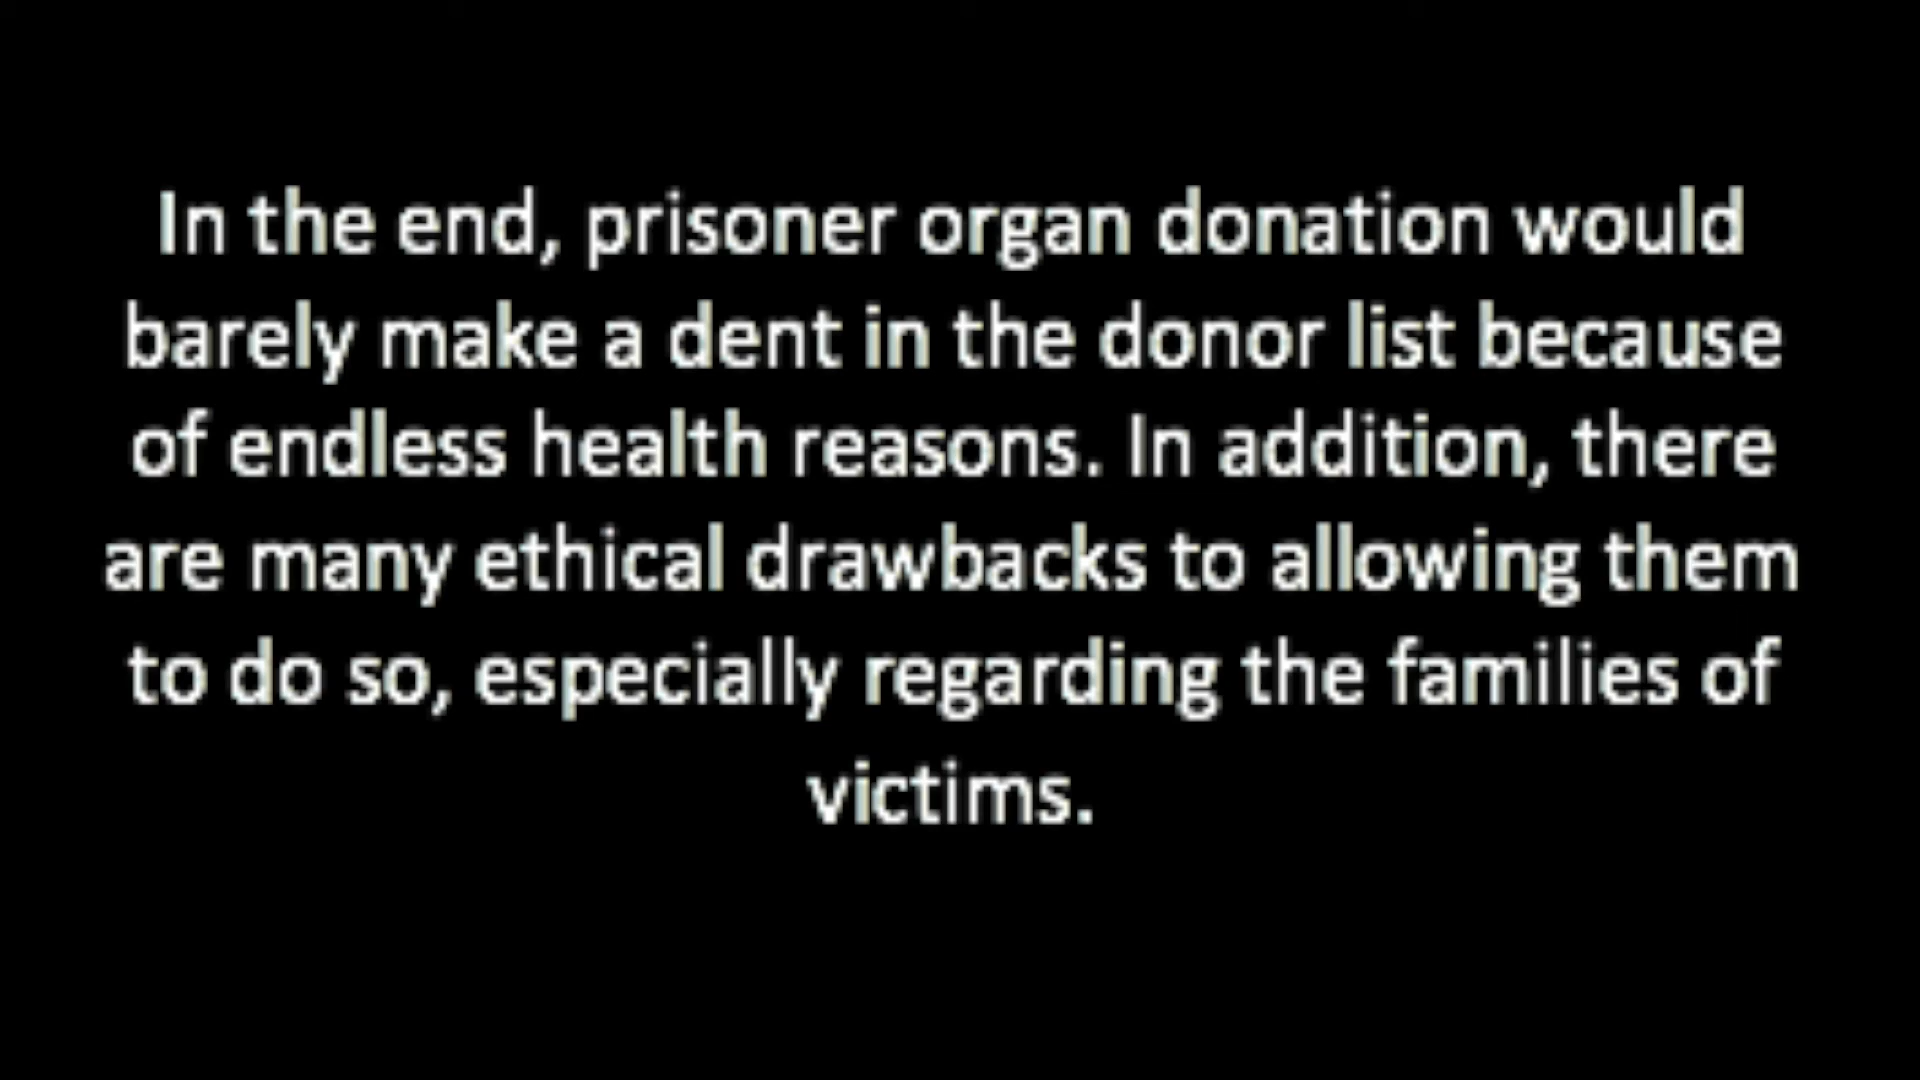 In the end, prisoner organ donation would
barely make a dent in the donor list because
of endless health reasons. In addition, there
are many ethical drawbacks to allowing them
to do so, especially regarding the families of
victims.